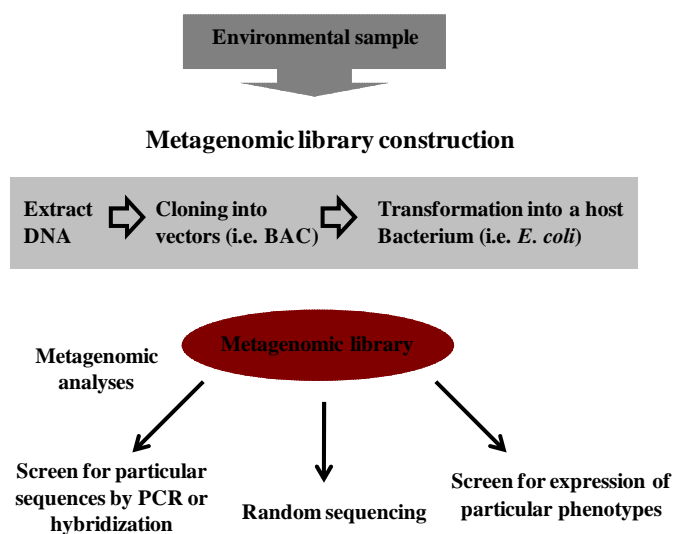 Environmental sample
Metagenomic library construction
Extract
DNA
Cloning into
vectors (i.e. BAC)
Transformation into a host
Bacterium (i.e. E. coli)
Metagenomic library
Metagenomic
analyses
Screen for particular
sequences by PCR or
hybridization
Random sequencing
Screen for expression of
particular phenotypes